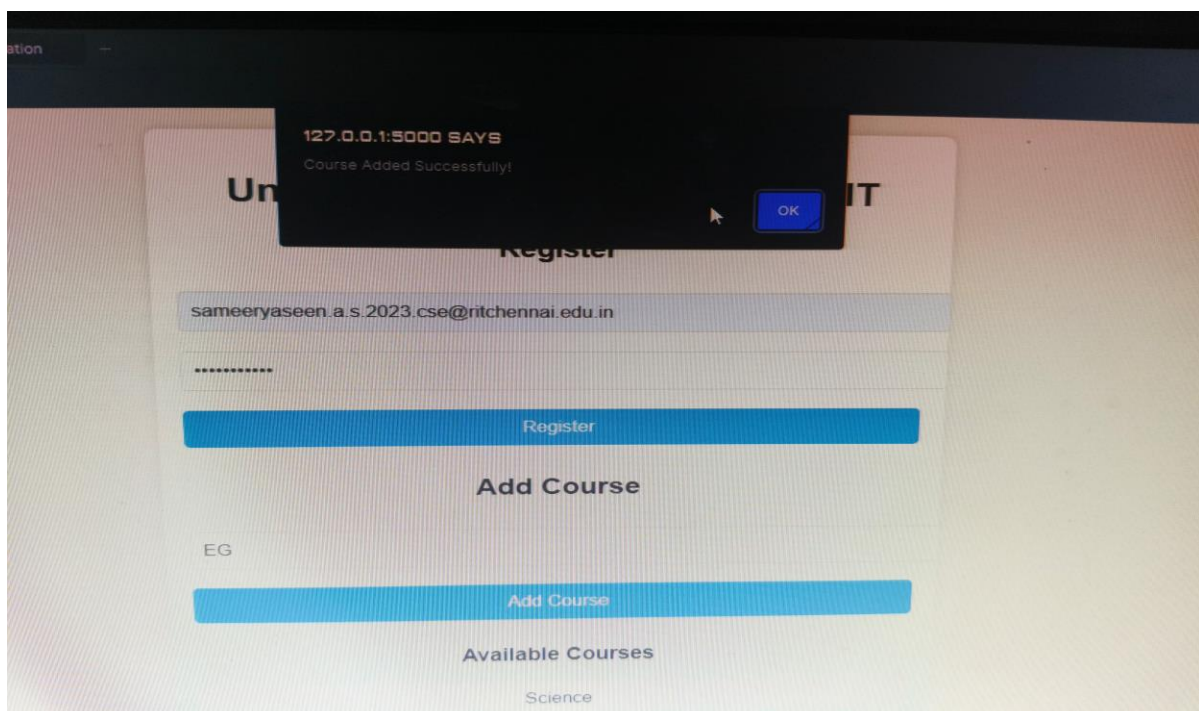 ation
127.0.0.1:5000 SAYS
Course Added Successfully!
OK
Un IT
Register
sameeryaseen.a.s.2023.cse@ritchennai.edu.in
•••••••••••
Register
Add Course
EG
Add Course
Available Courses
Science